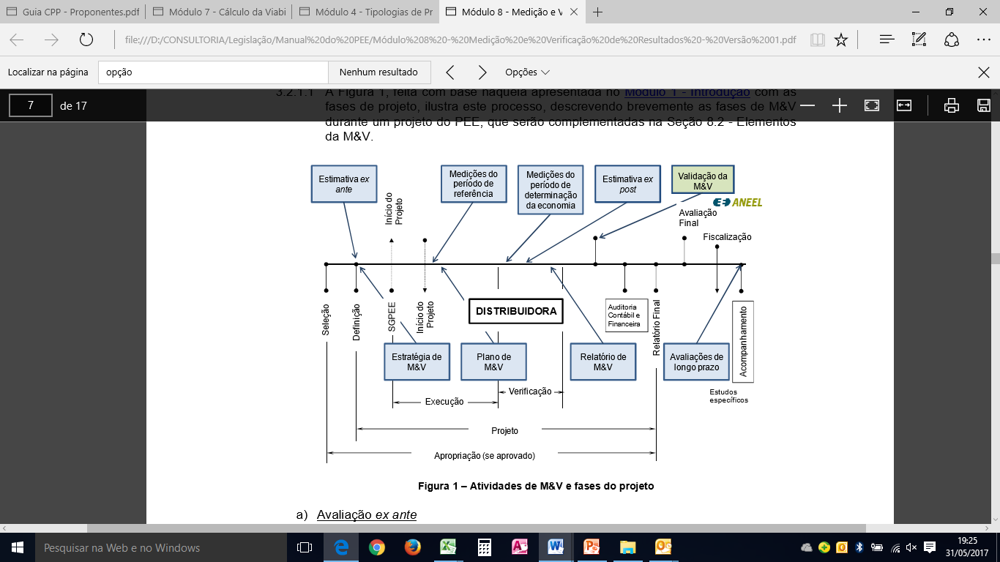 Guia CPP - Proponentes.pdf
Módulo 7 - Cálculo da Viabi
Módulo 4 - Tipologias de Pr
Módulo 8 - Medição e V
file:///D:/CONSULTORIA/Legislação/Manual%20do%20PEE/Módulo%208%20-%20Medição%20e%20Verificação%20de%20Resultados%20-%20Versão%2001.pdf
Localizar na página
opção
Nenhum resultado
Opções
7
de 17
3.2.1.1 A Figura 1, feita com base naquela apresentada no Módulo 1 - Introdução com as
fases de projeto, ilustra este processo, descrevendo brevemente as fases de M&V
durante um projeto do PEE, que serão complementadas na Seção 8.2 - Elementos
da M&V.
Estimativa ex
ante
Início do
Projeto
Medições do
período de
referência
Medições do
período de
determinação
da economia
Estimativa ex
post
Validação da
M&V
ANEEL
Avaliação
Final
Fiscalização
Seleção
Definição
SGPEE
Início do
Projeto
DISTRIBUIDORA
Auditoria
Contábil e
Financeira
Relatório Final
Acompanhamento
Estratégia de
M&V
Plano de
M&V
Relatório de
M&V
Avaliações de
longo prazo
Estudos
específicos
Verificação
Execução
Projeto
Apropriação (se aprovado)
Figura 1 – Atividades de M&V e fases do projeto
a) Avaliação ex ante
Pesquisar na Web e no Windows
19:25
31/05/2017